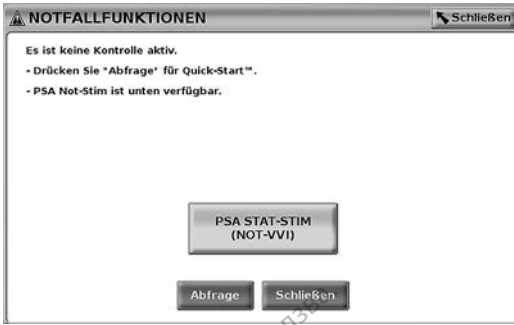 NOTFALLFUNKTIONEN
Schließen
Es ist keine Kontrolle aktiv.
- Drücken Sie "Abfrage" für Quick-Start™.
- PSA Not-Stim ist unten verfügbar.
PSA STAT-STIM
(NOT-VVI)
Abfrage
Schließen